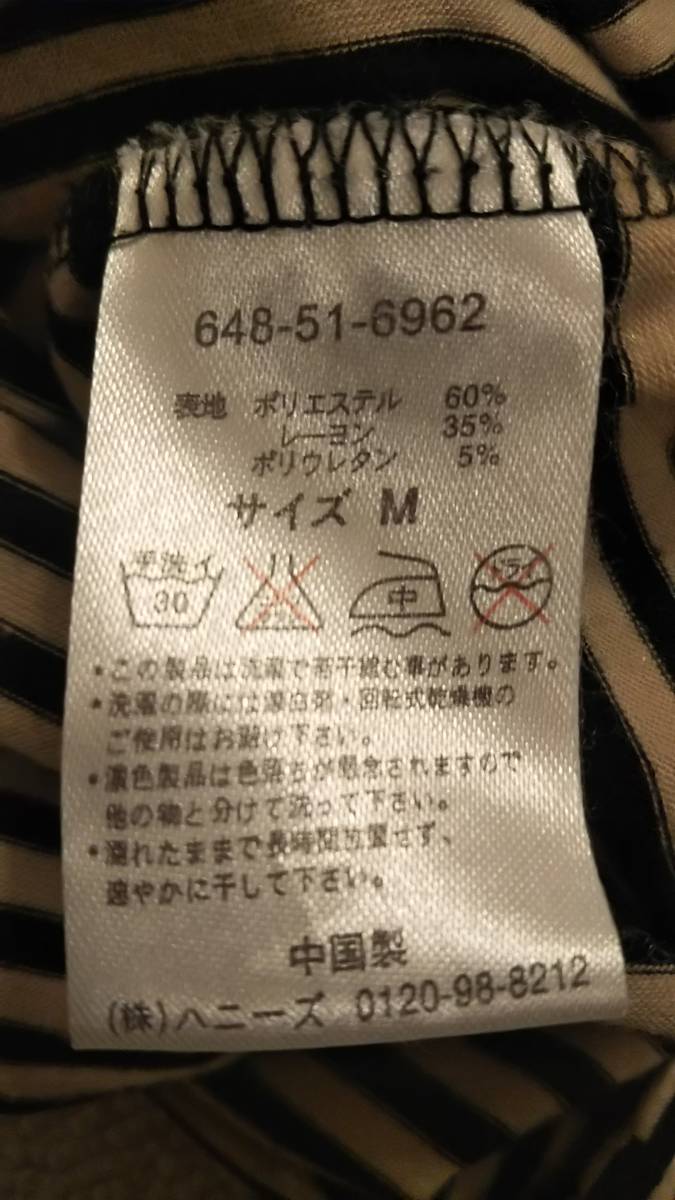 648-51-6962
表地 ポリエステル 60%
レーヨン 35%
ポリウレタン 5%
サイズ M
手洗イ 30 中 ドライ
・この製品は洗濯で若干縮む事があります。
・洗濯の際には漂白剤・回転式乾燥機の
ご使用はお避け下さい。
・濃色製品は色落ちが懸念されますので
他の物と分けて洗って下さい。
・濡れたままで長時間放置せず、
速やかに干して下さい。
中国製
(株)ハニーズ 0120-98-8212